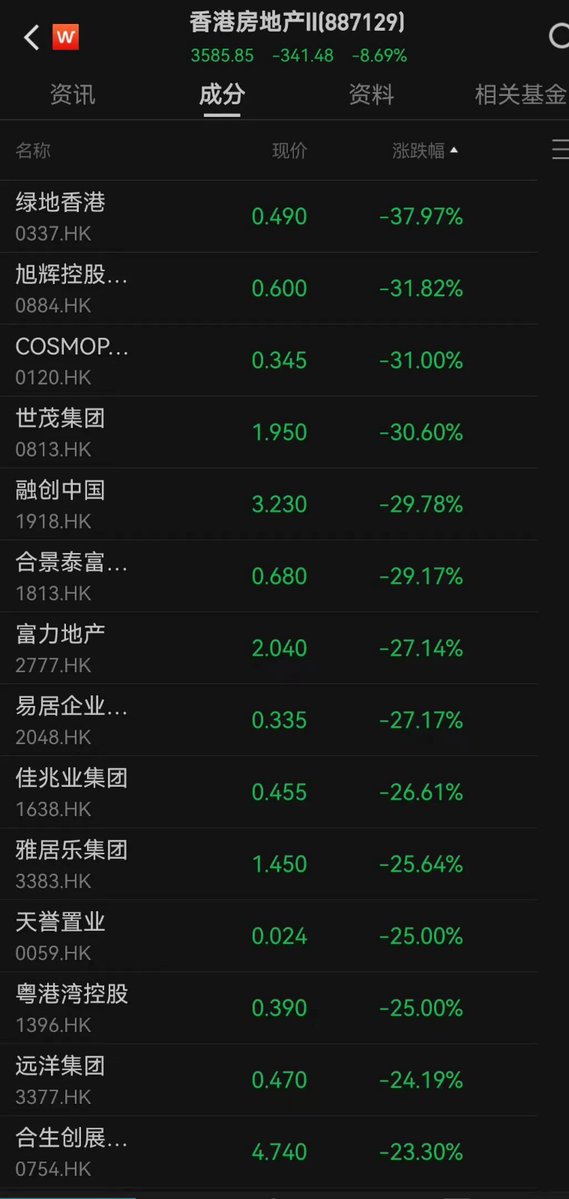 W
香港房地产II(887129)
3585.85 -341.48 -8.69%
资讯 成分 资料 相关基金
名称 现价 涨跌幅
绿地香港 0.490 -37.97%
0337.HK
旭辉控股... 0.600 -31.82%
0884.HK
COSMOP... 0.345 -31.00%
0120.HK
世茂集团 1.950 -30.60%
0813.HK
融创中国 3.230 -29.78%
1918.HK
合景泰富... 0.680 -29.17%
1813.HK
富力地产 2.040 -27.14%
2777.HK
易居企业... 0.335 -27.17%
2048.HK
佳兆业集团 0.455 -26.61%
1638.HK
雅居乐集团 1.450 -25.64%
3383.HK
天誉置业 0.024 -25.00%
0059.HK
粤港湾控股 0.390 -25.00%
1396.HK
远洋集团 0.470 -24.19%
3377.HK
合生创展... 4.740 -23.30%
0754.HK